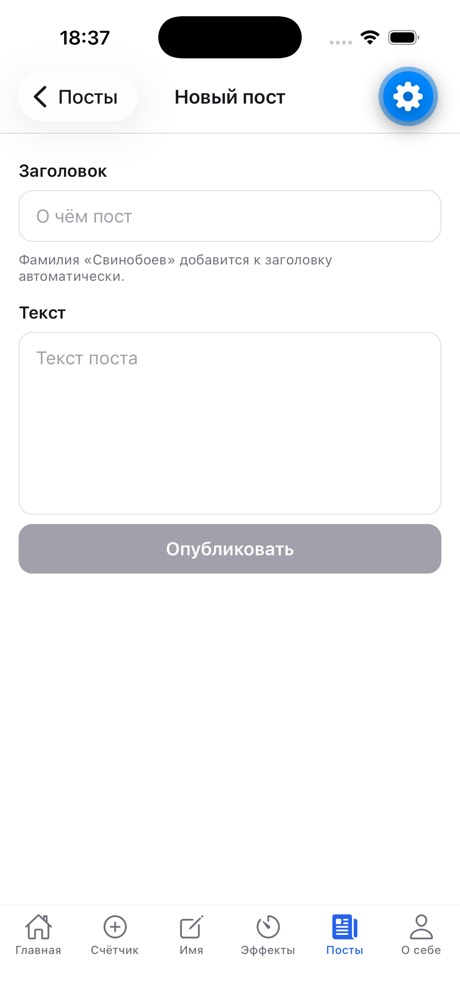 18:37
Посты
Новый пост
Заголовок
О чём пост
Фамилия «Свинобоев» добавится к заголовку
автоматически.
Текст
Текст поста
Опубликовать
Главная
Счётчик
Имя
Эффекты
Посты
О себе